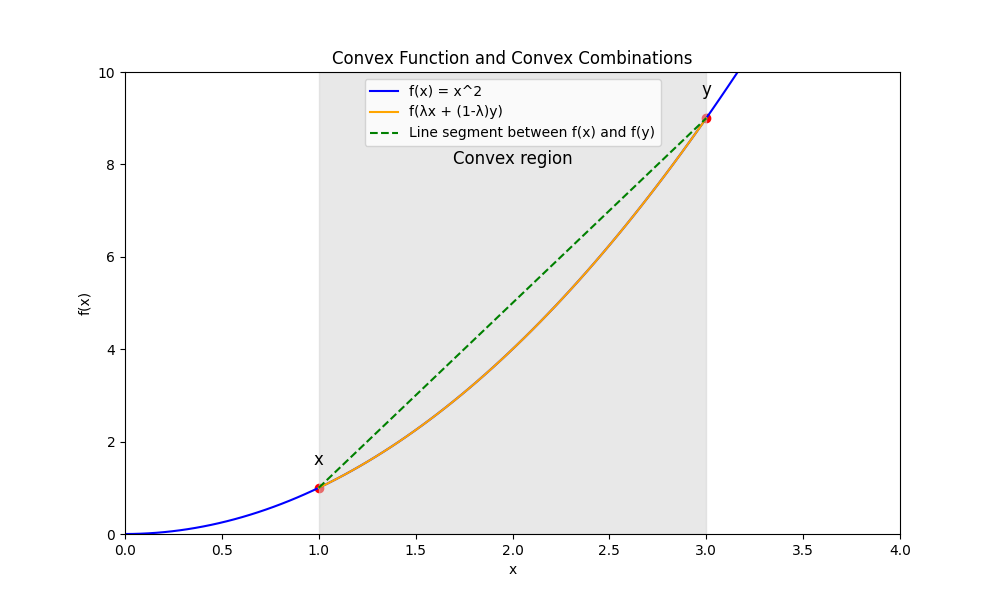 Convex Function and Convex Combinations
f(x) = x^2
f(λx + (1-λ)y)
Line segment between f(x) and f(y)
Convex region
y
x
f(x)
10
8
6
4
2
0
0.0 0.5 1.0 1.5 2.0 2.5 3.0 3.5 4.0
x